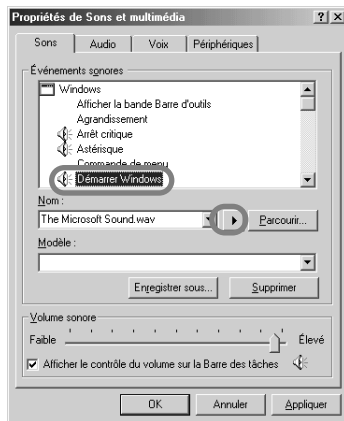 Propriétés de Sons et multimédia
Sons Audio Voix Périphériques
Événements sonores
Windows
Afficher la bande Barre d'outils
Agrandissement
Arrêt critique
Astérisque
Commande de menu
Démarrer Windows
Nom :
The Microsoft Sound.wav Parcourir...
Modèle :
Enregistrer sous... Supprimer
Volume sonore
Faible Élevé
Afficher le contrôle du volume sur la Barre des tâches
OK Annuler Appliquer